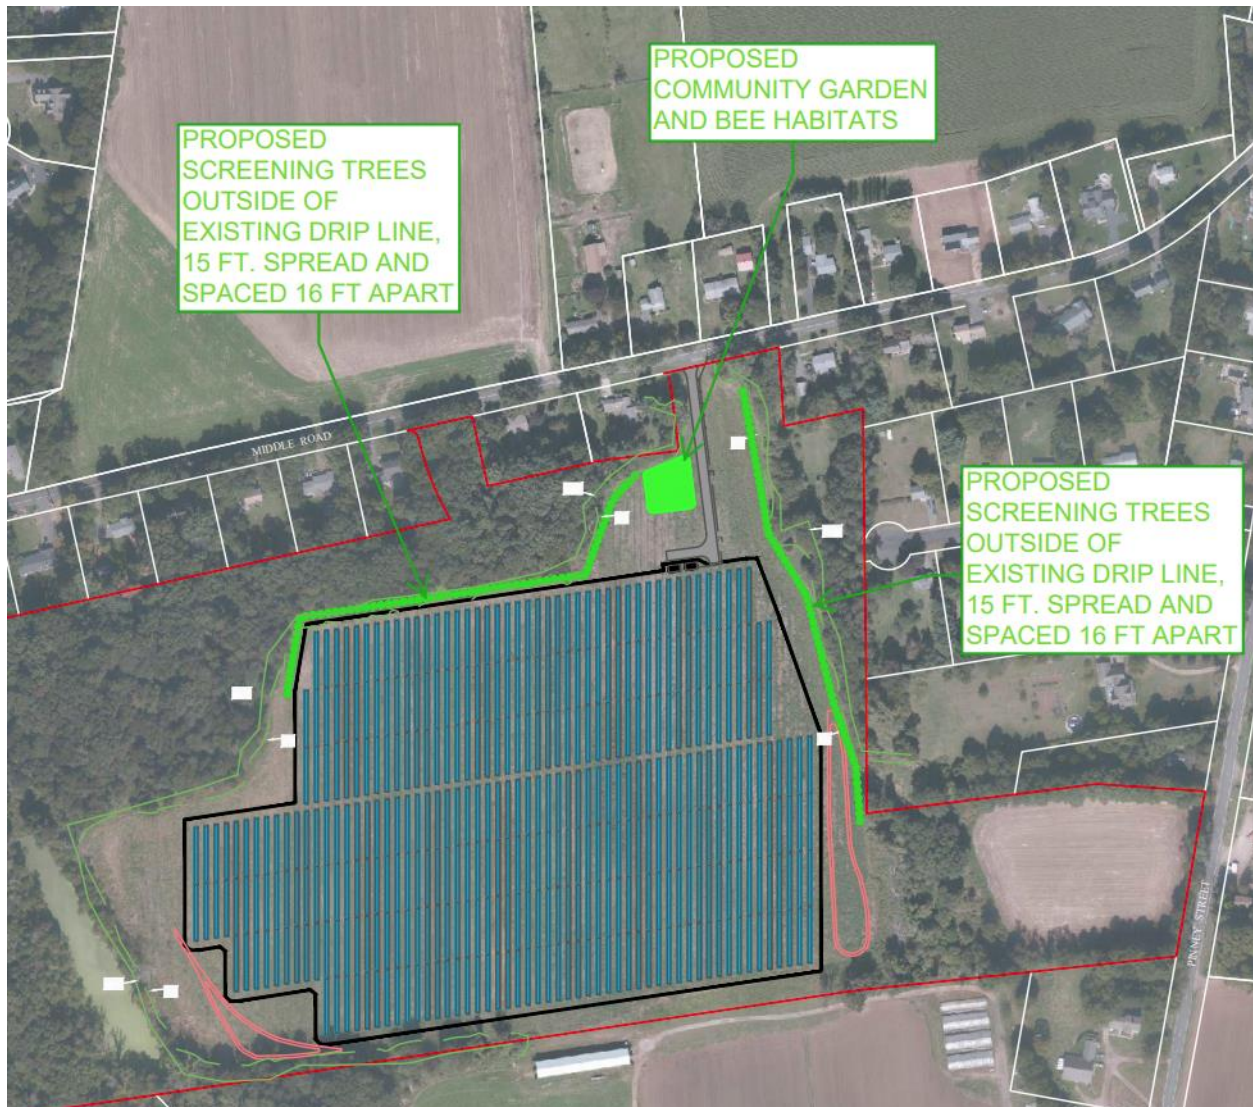 PROPOSED
COMMUNITY GARDEN
AND BEE HABITATS
PROPOSED
SCREENING TREES
OUTSIDE OF
EXISTING DRIP LINE,
15 FT. SPREAD AND
SPACED 16 FT APART
MIDDLE ROAD
PROPOSED
SCREENING TREES
OUTSIDE OF
EXISTING DRIP LINE,
15 FT. SPREAD AND
SPACED 16 FT APART
PINNEY STREET